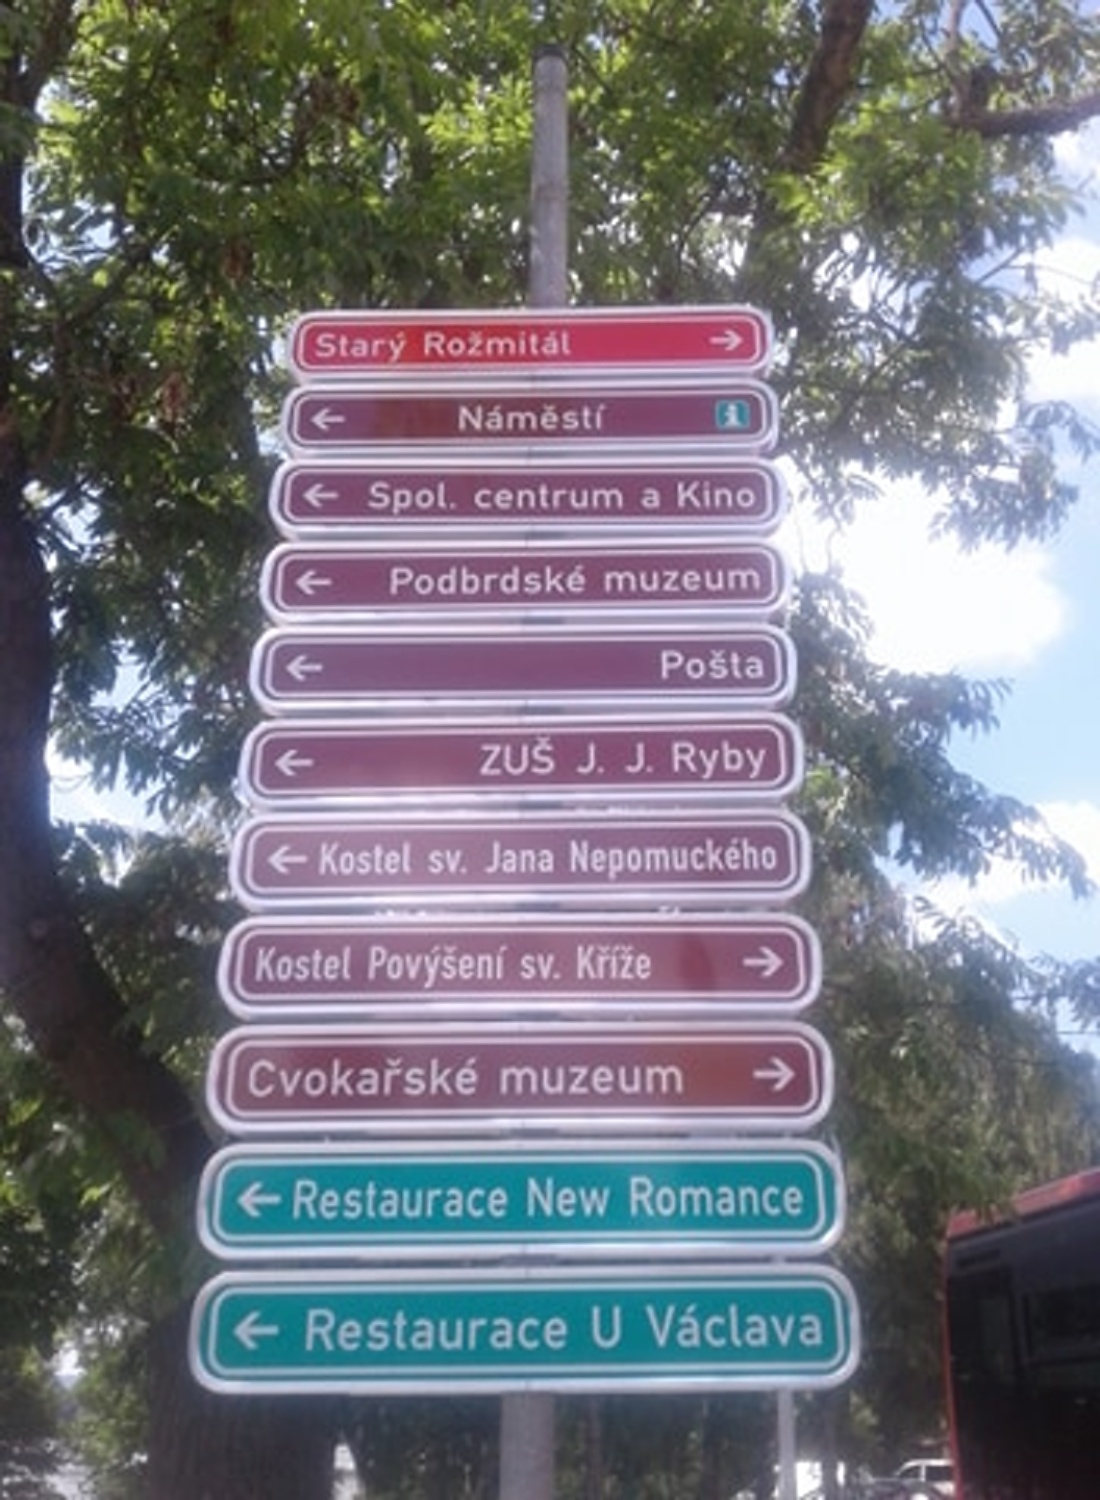 Starý Rožmitál →
← Náměstí i
← Spol. centrum a Kino
← Podbrdské muzeum
← Pošta
← ZUŠ J. J. Ryby
← Kostel sv. Jana Nepomuckého
Kostel Povýšení sv. Kříže →
Cvokařské muzeum →
← Restaurace New Romance
← Restaurace U Václava